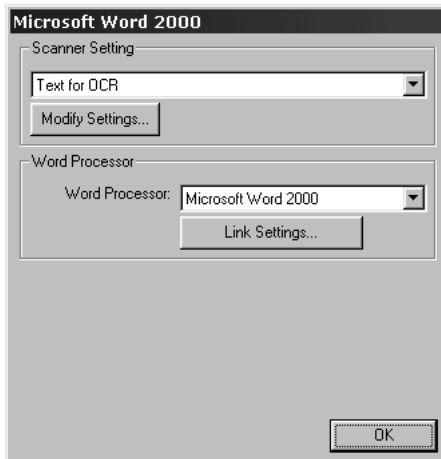 Microsoft Word 2000
Scanner Setting
Text for OCR
Modify Settings...
Word Processor
Word Processor: Microsoft Word 2000
Link Settings...
OK